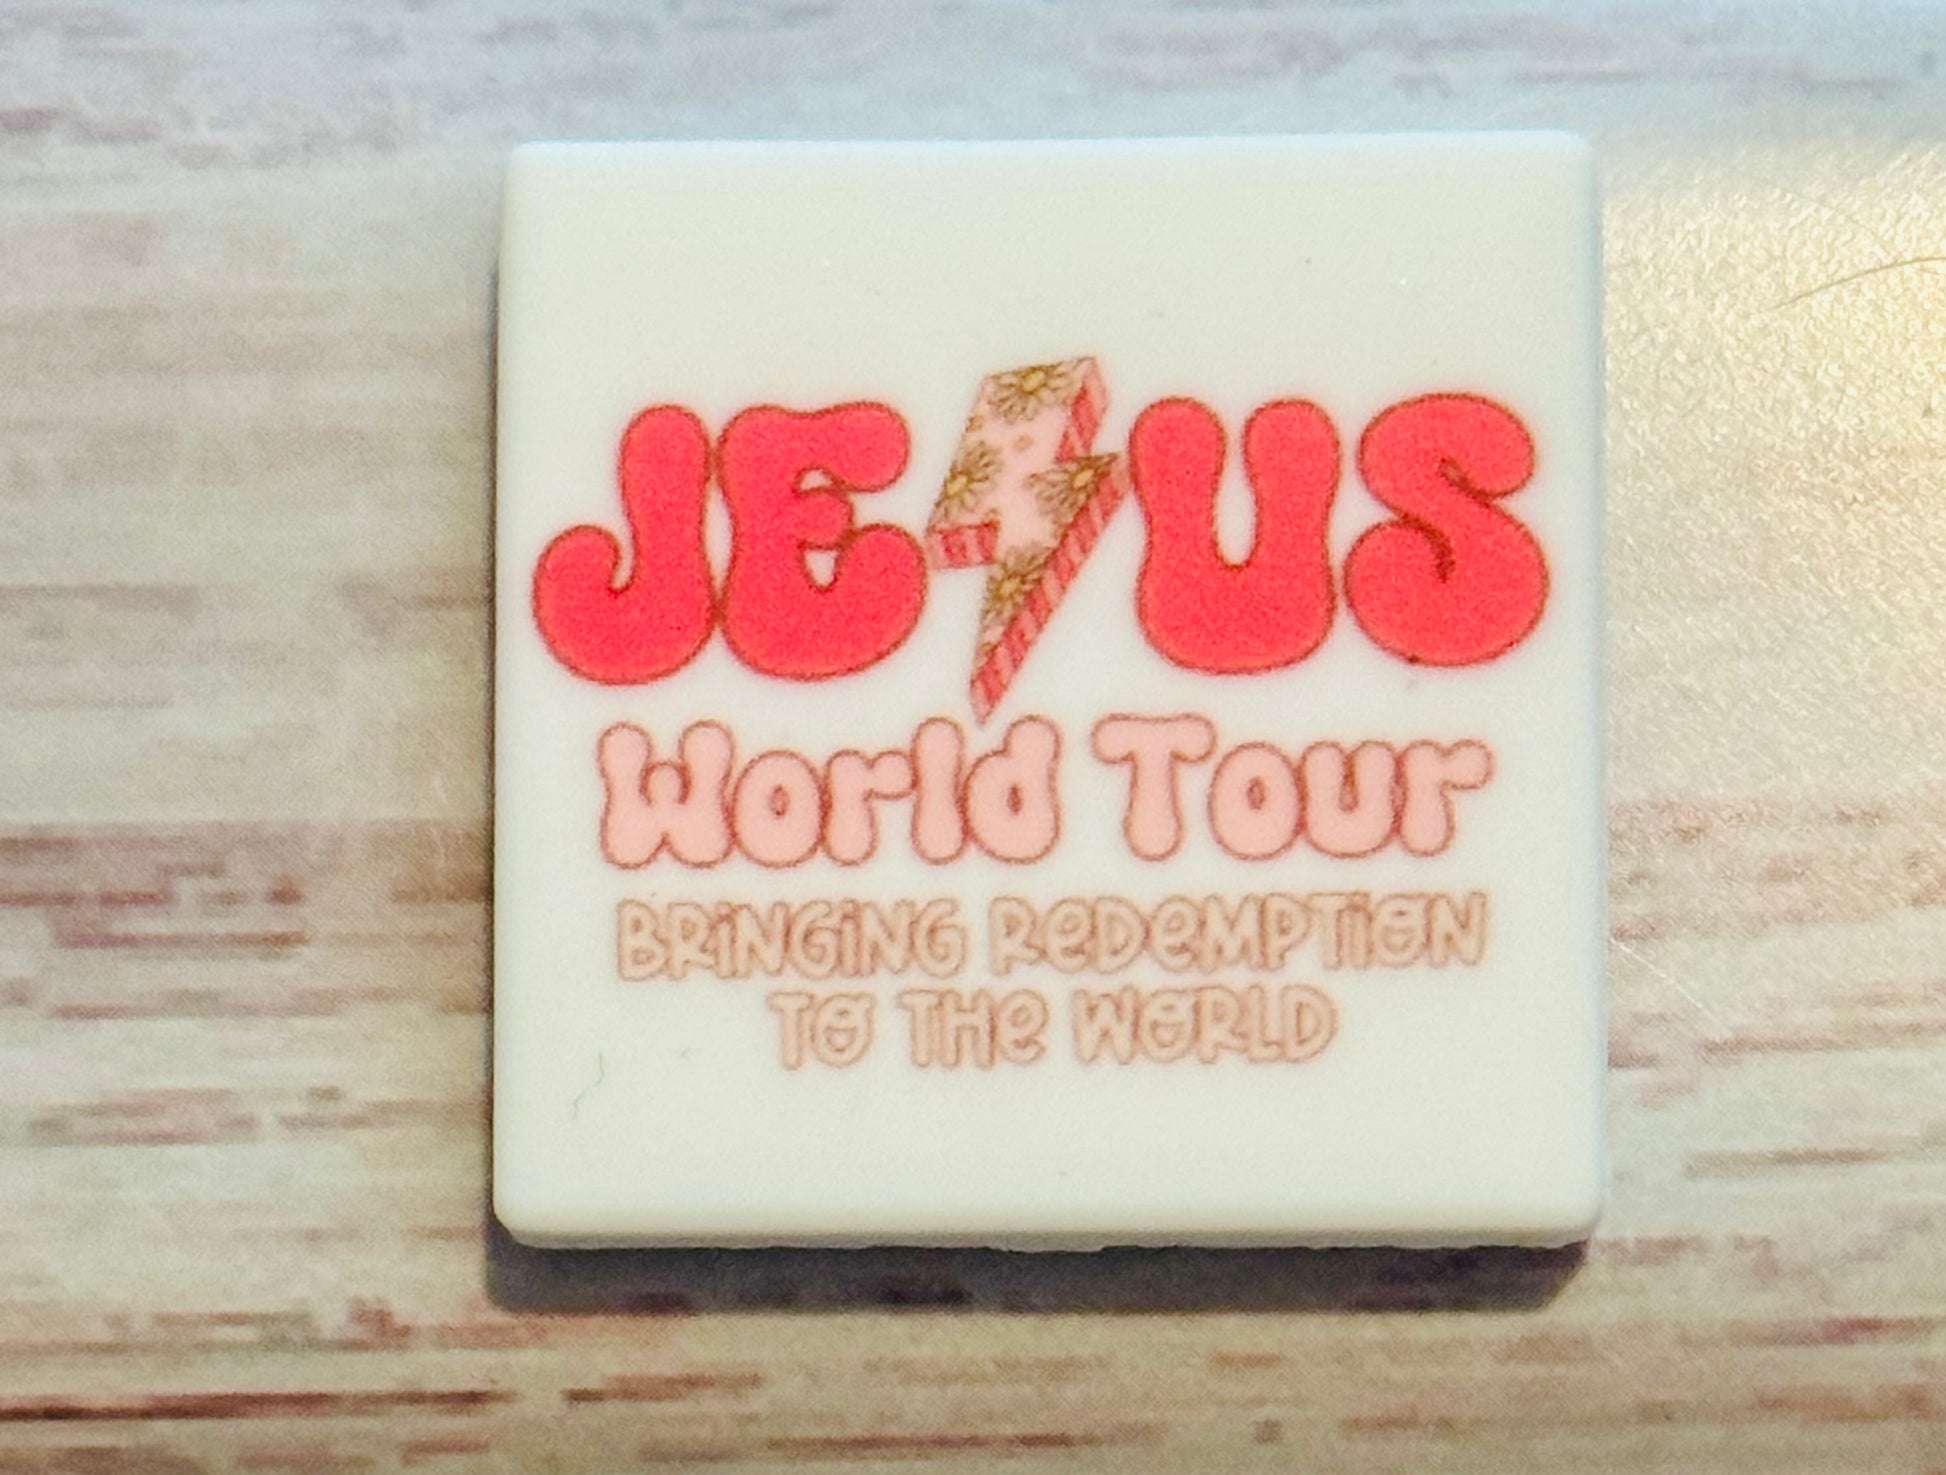 JE⚡US
World Tour
BRiNGiNG ReDeMPTiON
TO THe WORLD